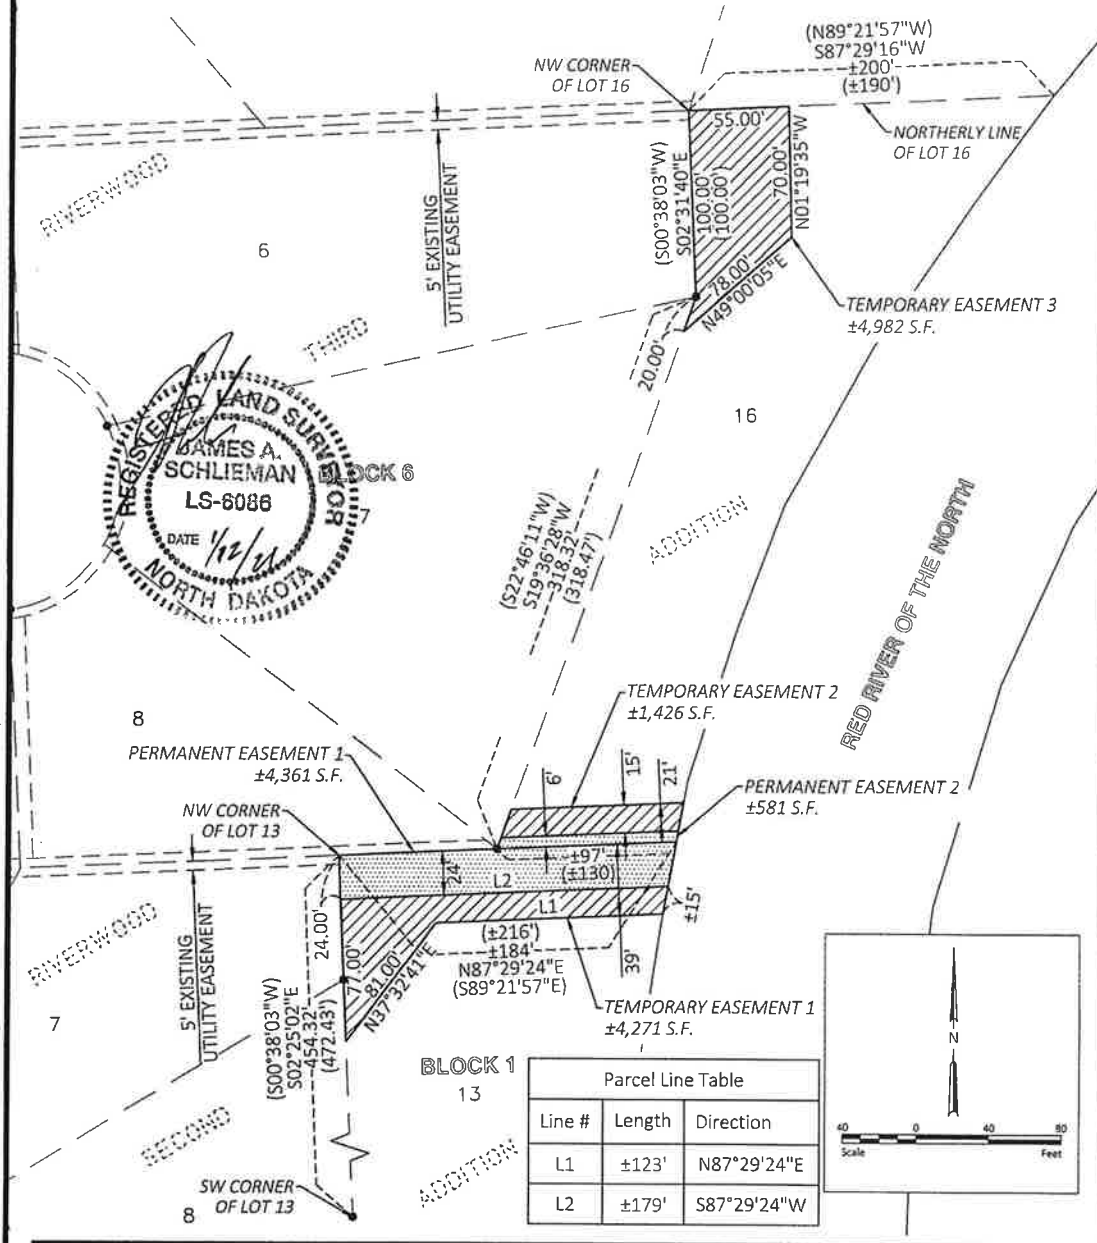 (N89°21'57"W)
S87°29'16"W
±200'
(±190')
NW CORNER
OF LOT 16
NORTHERLY LINE
OF LOT 16
55.00'
(S00°38'03"W)
S02°31'40"E
100.00'
(100.00')
70.00'
N01°19'35"W
78.00'
N49°00'05"E
20.00'
TEMPORARY EASEMENT 3
±4,982 S.F.
RIVERWOOD
6
5' EXISTING
UTILITY EASEMENT
THIRD
16
REGISTERED LAND SURVEYOR
JAMES A.
SCHLIEMAN
LS-6086
DATE 1/12/21
NORTH DAKOTA
BLOCK 6
7
(S22°46'11"W)
S19°36'28"W
318.32'
(318.47')
ADDITION
RED RIVER OF THE NORTH
8
TEMPORARY EASEMENT 2
±1,426 S.F.
PERMANENT EASEMENT 1
±4,361 S.F.
6'
15'
21'
PERMANENT EASEMENT 2
±581 S.F.
NW CORNER
OF LOT 13
±97'
(±130)
24'
L2
L1
±15'
24.00'
77.00'
81.00'
N37°32'41"E
(±216')
±184'
N87°29'24"E
(S89°21'57"E)
39'
RIVERWOOD
5' EXISTING
UTILITY EASEMENT
7
(S00°38'03"W)
S02°25'02"E
454.32'
(472.43')
TEMPORARY EASEMENT 1
±4,271 S.F.
BLOCK 1
13
SECOND
ADDITION
SW CORNER
OF LOT 13
8
Parcel Line Table
Line # Length Direction
L1 ±123' N87°29'24"E
L2 ±179' S87°29'24"W
N
40 0 40 80
Scale Feet